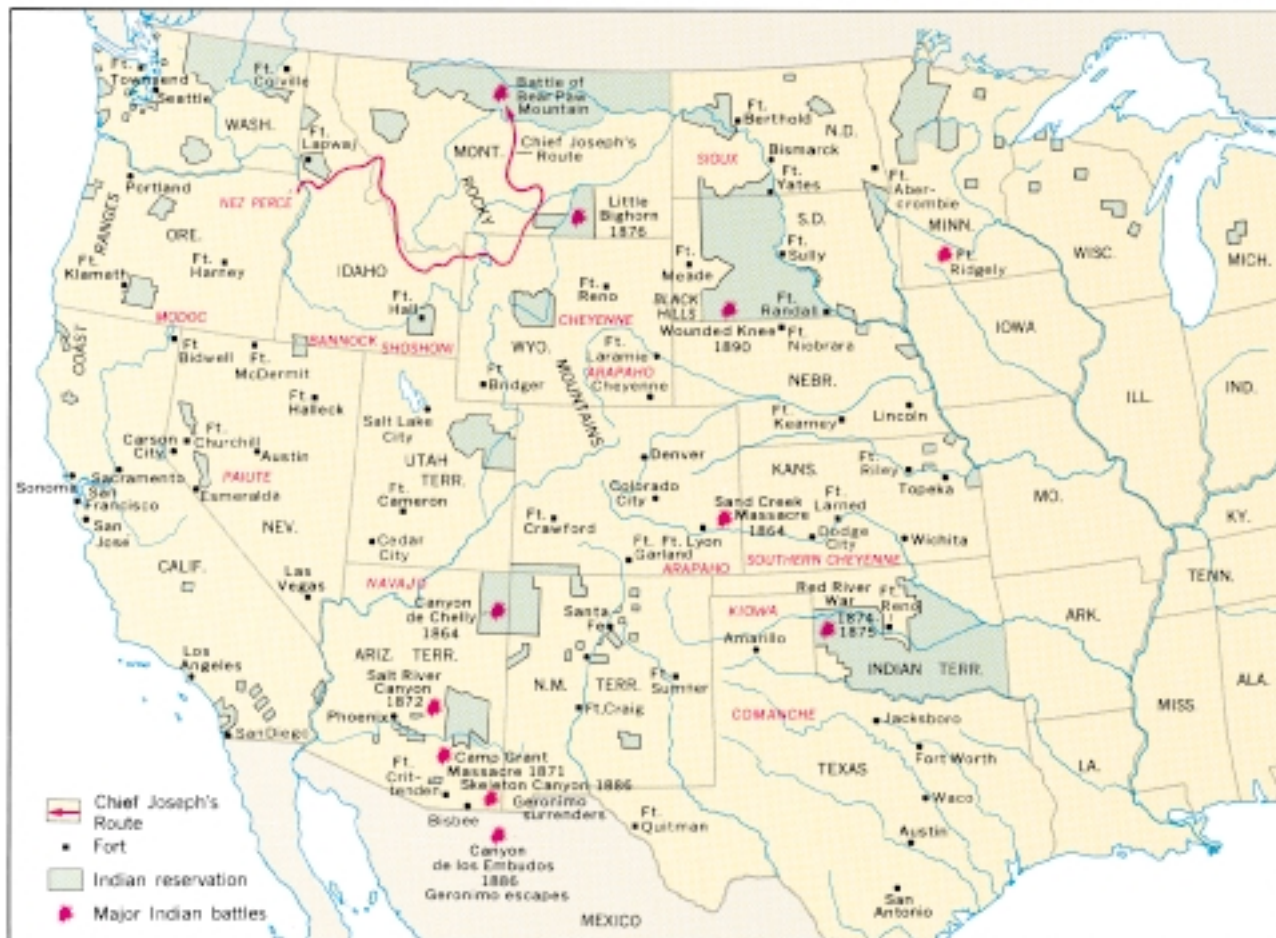 Ft.
Townsend
Seattle
Ft.
Colville
WASH.
Ft.
Lapwai
Battle of
Bear Paw
Mountain
MONT.
Chief Joseph's
Route
ROCKY
MOUNTAINS
Ft.
Berthold
N.D.
SIOUX
Bismarck
Ft.
Yates
Ft.
Aber-
crombie
MINN.
Portland
NEZ PERCÉ
COAST
RANGES
ORE.
Ft.
Klamath
Ft.
Harney
IDAHO
Little
Bighorn
1876
S.D.
Ft.
Sully
Ft.
Meade
Ft.
Ridgely
WISC.
MICH.
MODOC
Ft.
Hall
Ft.
Reno
BLACK
HILLS
Ft.
Randall
CHEYENNE
Wounded Knee
1890
Ft.
Niobrara
IOWA
BANNOCK
SHOSHONI
WYO.
Ft.
Bidwell
Ft.
McDermit
Ft.
Halleck
Ft.
Bridger
Ft.
Laramie
ARAPAHO
Cheyenne
NEBR.
ILL.
IND.
Salt Lake
City
Ft.
Kearney
Lincoln
Carson
City
Ft.
Churchill
Austin
UTAH
TERR.
Denver
KANS.
Ft.
Riley
Topeka
Sonoma
Sacramento
San
Francisco
San
José
PAIUTE
Esmeralda
NEV.
Ft.
Cameron
Colorado
City
Sand Creek
Massacre
1864
Ft.
Larned
Dodge
City
Wichita
MO.
KY.
Ft.
Crawford
Cedar
City
Ft.
Garland
Ft. Lyon
ARAPAHO
SOUTHERN CHEYENNE
CALIF.
Las
Vegas
NAVAJO
Canyon
de Chelly
1864
Santa
Fe
KIOWA
Amarillo
Red River
War
1874-
1875
Ft.
Reno
INDIAN TERR.
ARK.
TENN.
Los
Angeles
San Diego
ARIZ. TERR.
Salt River
Canyon
1872
Phoenix
N.M. TERR.
Ft.
Sumner
Ft.Craig
COMANCHE
Jacksboro
Fort Worth
MISS.
ALA.
LA.
TEXAS
Waco
Austin
San
Antonio
Ft.
Crit-
tender
Camp Grant
Massacre 1871
Skeleton Canyon 1886
Geronimo
surrenders
Bisbee
Ft.
Quitman
Canyon
de los Embudos
1886
Geronimo escapes
MEXICO
Chief Joseph's
Route
Fort
Indian reservation
Major Indian battles